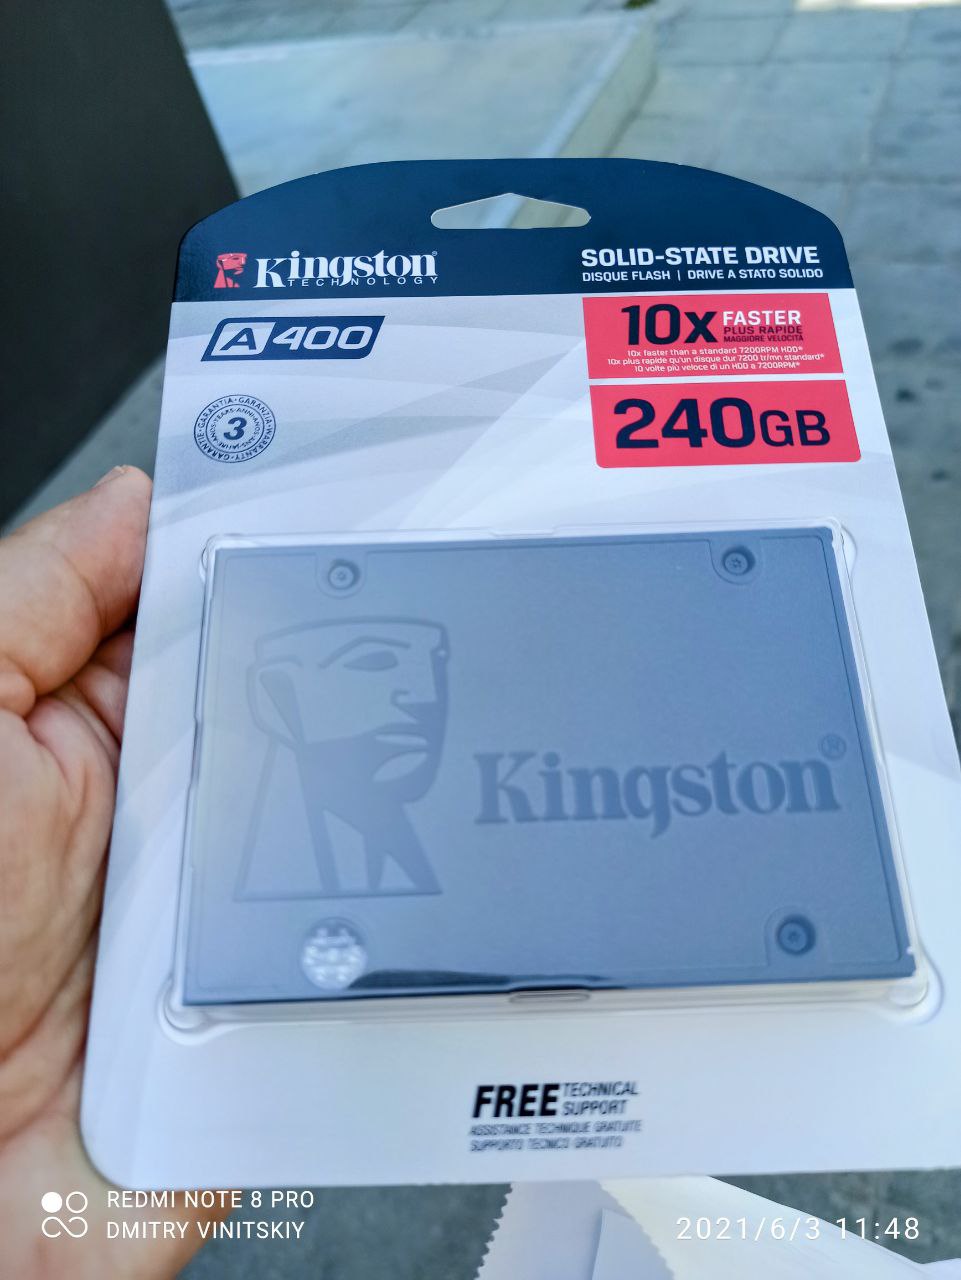 Kingston
TECHNOLOGY
SOLID-STATE DRIVE
DISQUE FLASH | DRIVE A STATO SOLIDO
A400
10x FASTER
PLUS RAPIDE
MAGGIORE VELOCITÀ
10x faster than a standard 7200RPM HDD*
10x plus rapide qu'un disque dur 7200 tr/mn standard*
10 volte più veloce di un HDD a 7200RPM*
3
240GB
Kingston®
FREE TECHNICAL
SUPPORT
ASSISTANCE TECHNIQUE GRATUITE
SUPPORTO TECNICO GRATUITO
REDMI NOTE 8 PRO
DMITRY VINITSKIY
2021/6/3 11:48